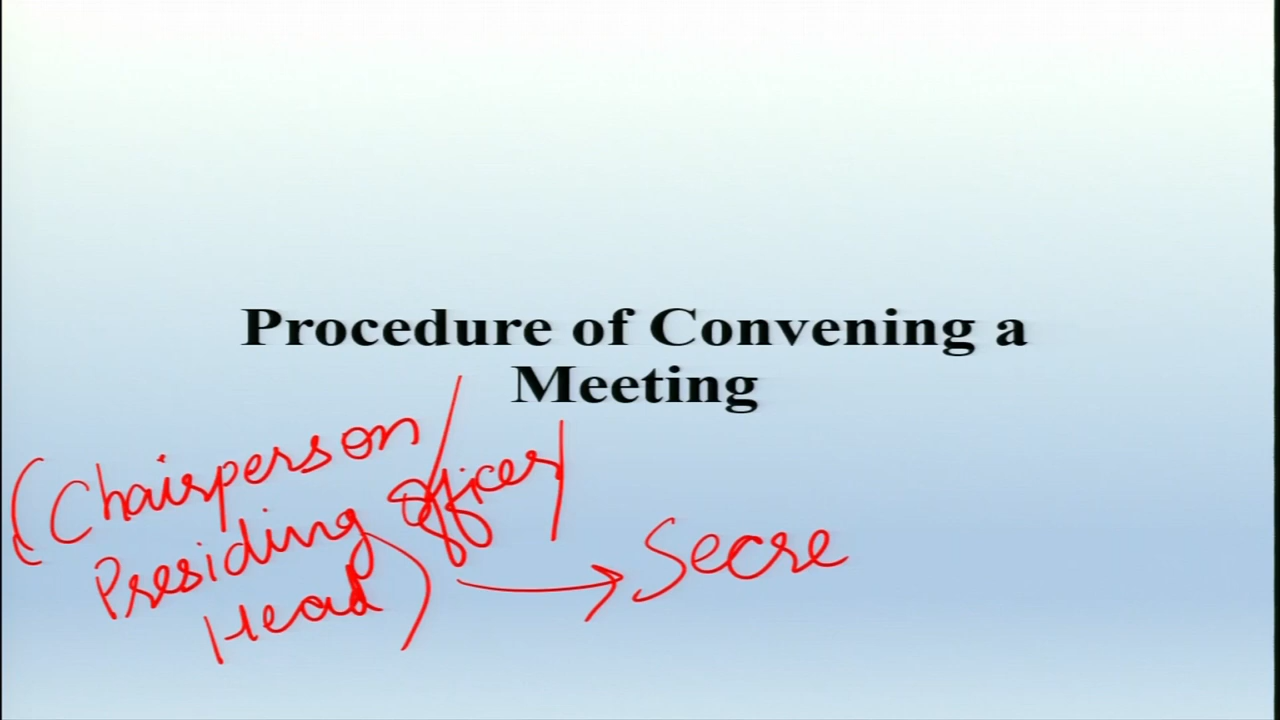 Procedure of Convening a
Meeting
(Chairperson/
Presiding Officer/
Head) → Secre